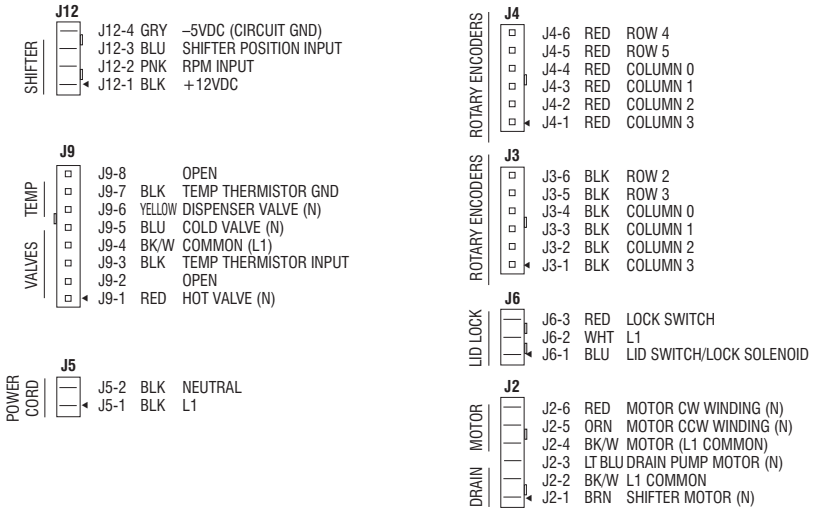 J12
SHIFTER
J12-4 GRY –5VDC (CIRCUIT GND)
J12-3 BLU SHIFTER POSITION INPUT
J12-2 PNK RPM INPUT
J12-1 BLK +12VDC
J9
TEMP
VALVES
J9-8 OPEN
J9-7 BLK TEMP THERMISTOR GND
J9-6 YELLOW DISPENSER VALVE (N)
J9-5 BLU COLD VALVE (N)
J9-4 BK/W COMMON (L1)
J9-3 BLK TEMP THERMISTOR INPUT
J9-2 OPEN
J9-1 RED HOT VALVE (N)
J5
POWER
CORD
J5-2 BLK NEUTRAL
J5-1 BLK L1
J4
ROTARY ENCODERS
J4-6 RED ROW 4
J4-5 RED ROW 5
J4-4 RED COLUMN 0
J4-3 RED COLUMN 1
J4-2 RED COLUMN 2
J4-1 RED COLUMN 3
J3
ROTARY ENCODERS
J3-6 BLK ROW 2
J3-5 BLK ROW 3
J3-4 BLK COLUMN 0
J3-3 BLK COLUMN 1
J3-2 BLK COLUMN 2
J3-1 BLK COLUMN 3
J6
LID LOCK
J6-3 RED LOCK SWITCH
J6-2 WHT L1
J6-1 BLU LID SWITCH/LOCK SOLENOID
J2
MOTOR
DRAIN
J2-6 RED MOTOR CW WINDING (N)
J2-5 ORN MOTOR CCW WINDING (N)
J2-4 BK/W MOTOR (L1 COMMON)
J2-3 LT BLU DRAIN PUMP MOTOR (N)
J2-2 BK/W L1 COMMON
J2-1 BRN SHIFTER MOTOR (N)